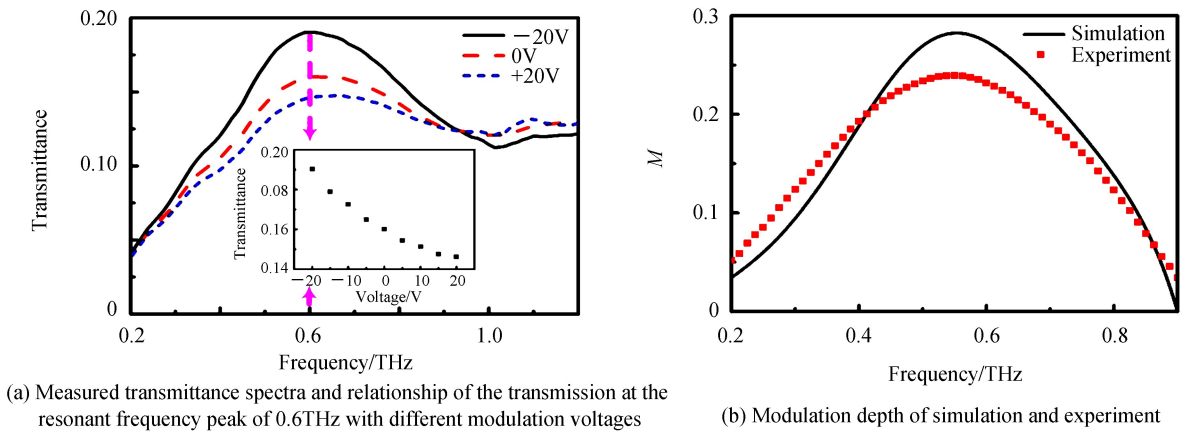 0.20
0.10
0
Transmittance
−20V
0V
+20V
0.20
0.08
0.16
0.14
Transmittance
−20 −10 0 10 20
Voltage/V
0.2 0.6 1.0
Frequency/THz
(a) Measured transmittance spectra and relationship of the transmission at the
resonant frequency peak of 0.6THz with different modulation voltages
0.3
0.2
0.1
0
M
Simulation
Experiment
0.2 0.4 0.6 0.8
Frequency/THz
(b) Modulation depth of simulation and experiment